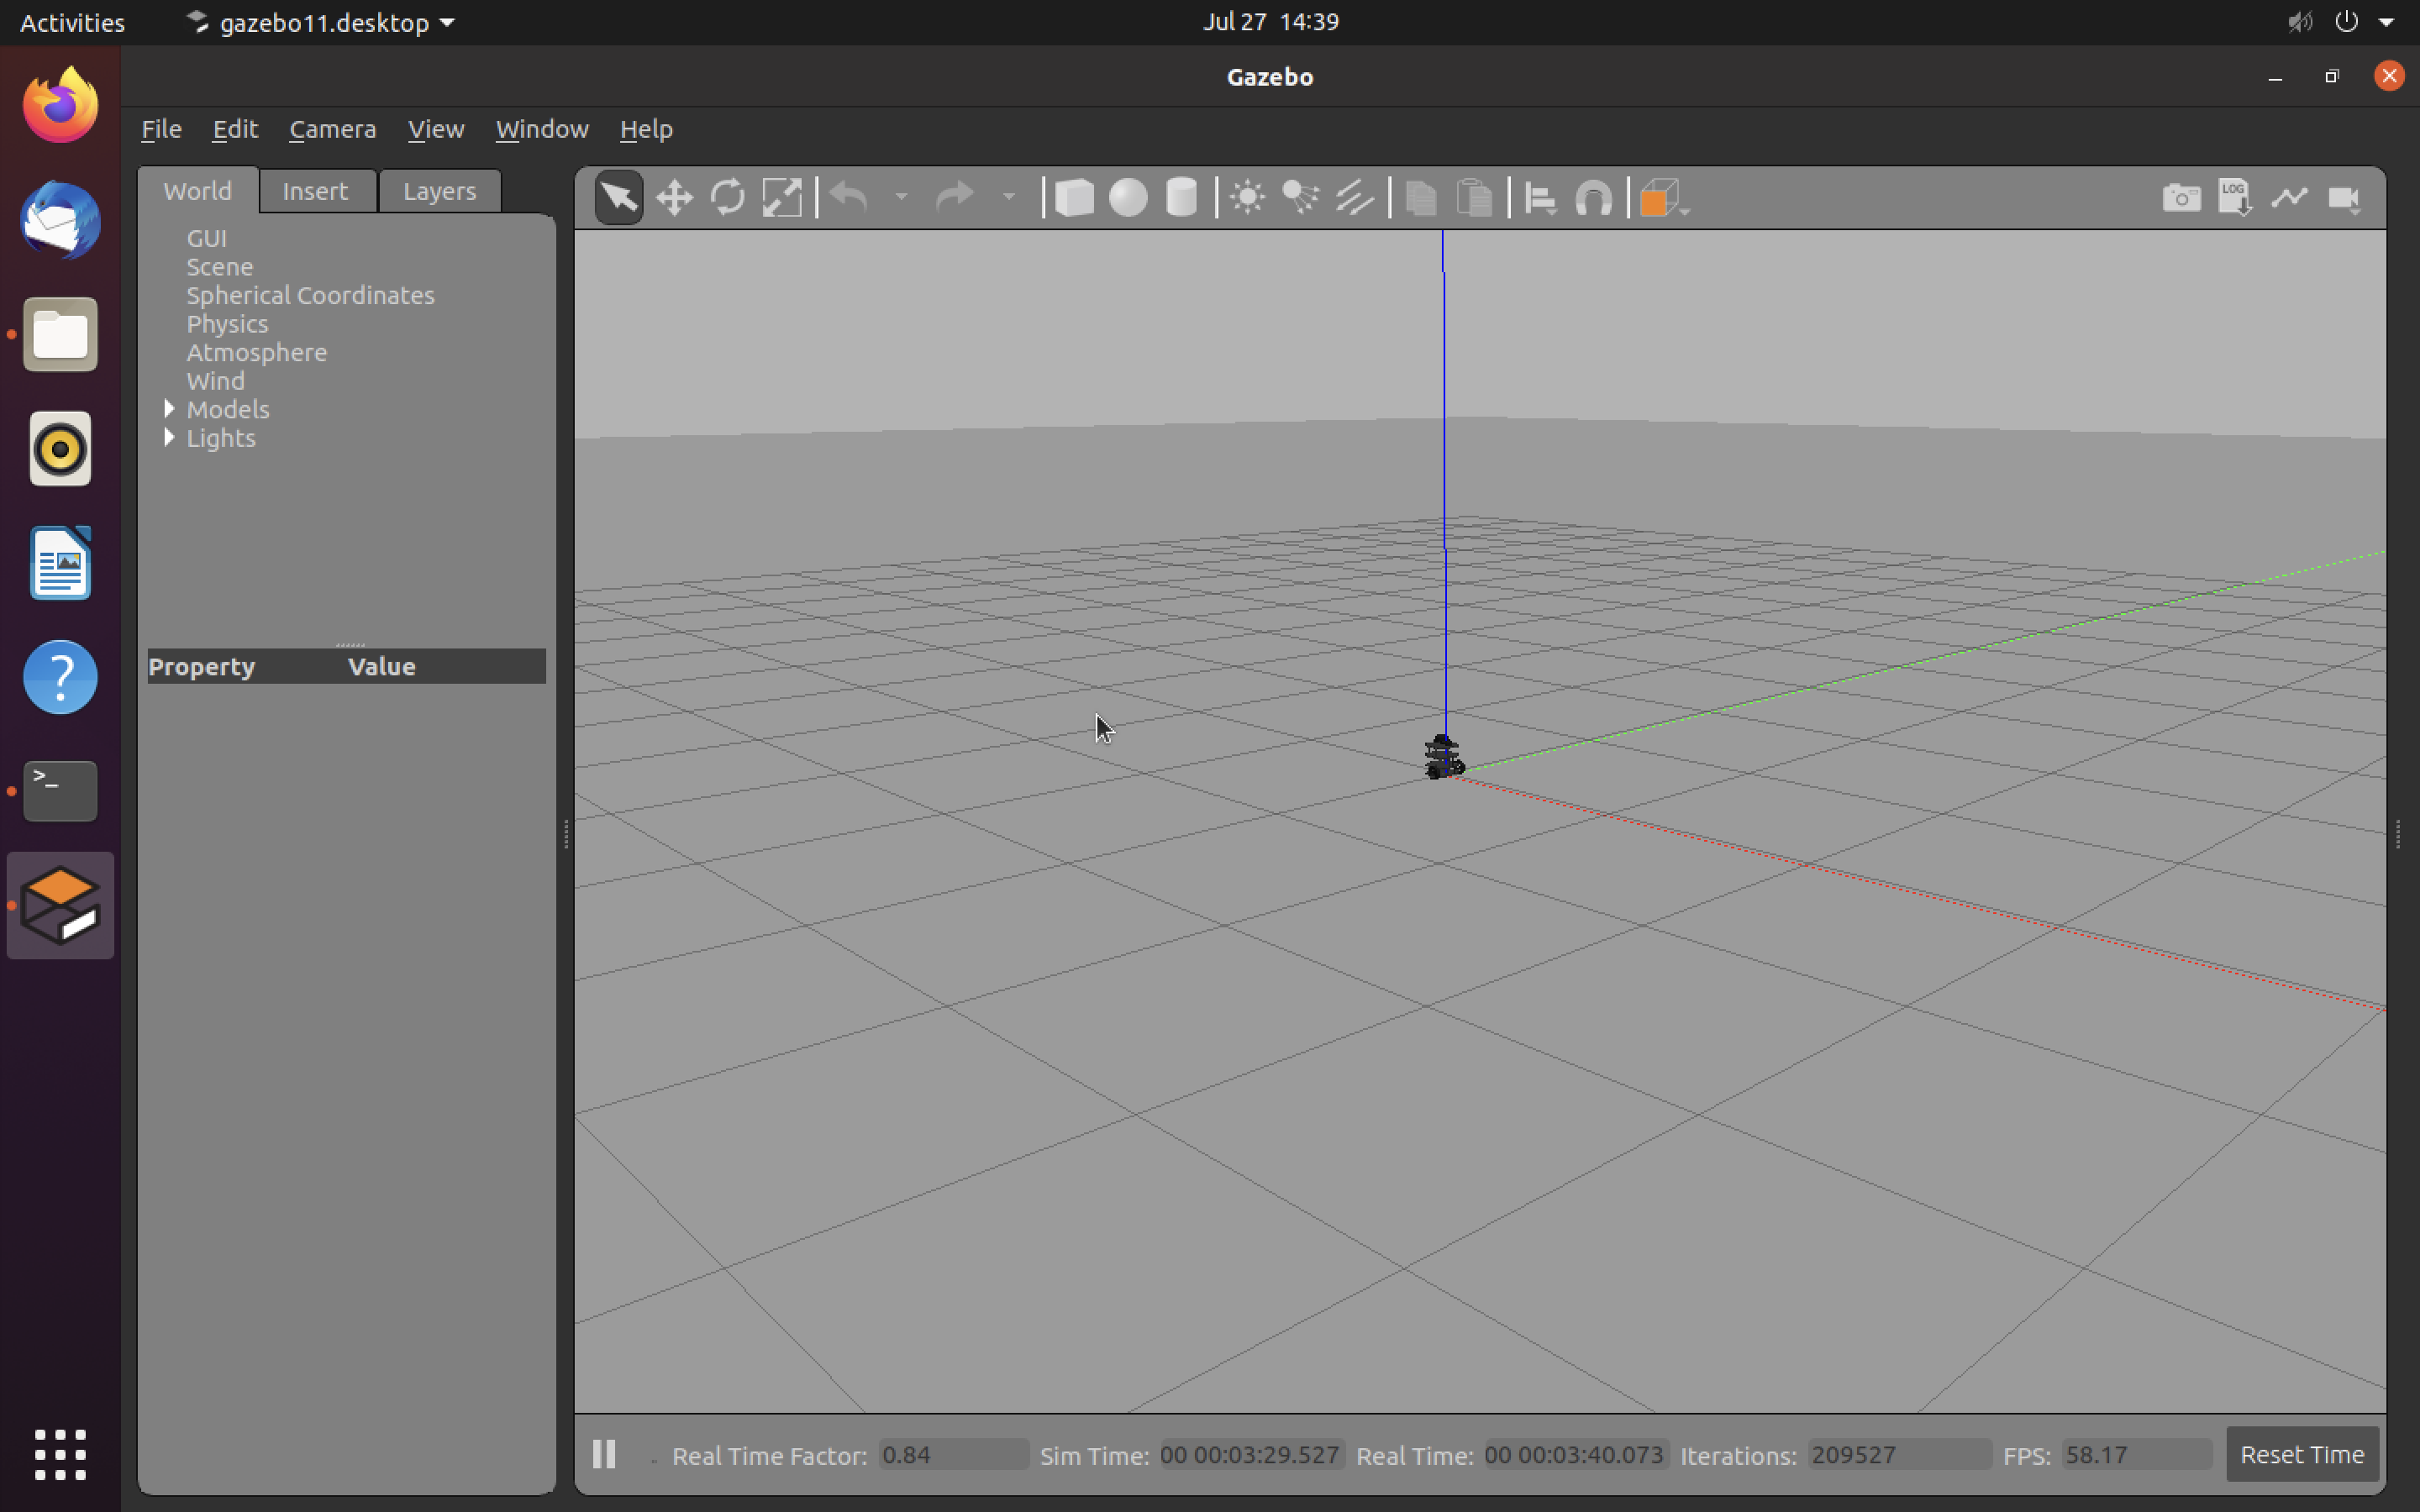 Activities gazebo11.desktop Jul 27 14:39
Gazebo
File Edit Camera View Window Help
World Insert Layers
LOG
GUI
Scene
Spherical Coordinates
Physics
Atmosphere
Wind
Models
Lights
Property Value
>_
Real Time Factor: 0.84 Sim Time: 00 00:03:29.527 Real Time: 00 00:03:40.073 Iterations: 209527 FPS: 58.17 Reset Time